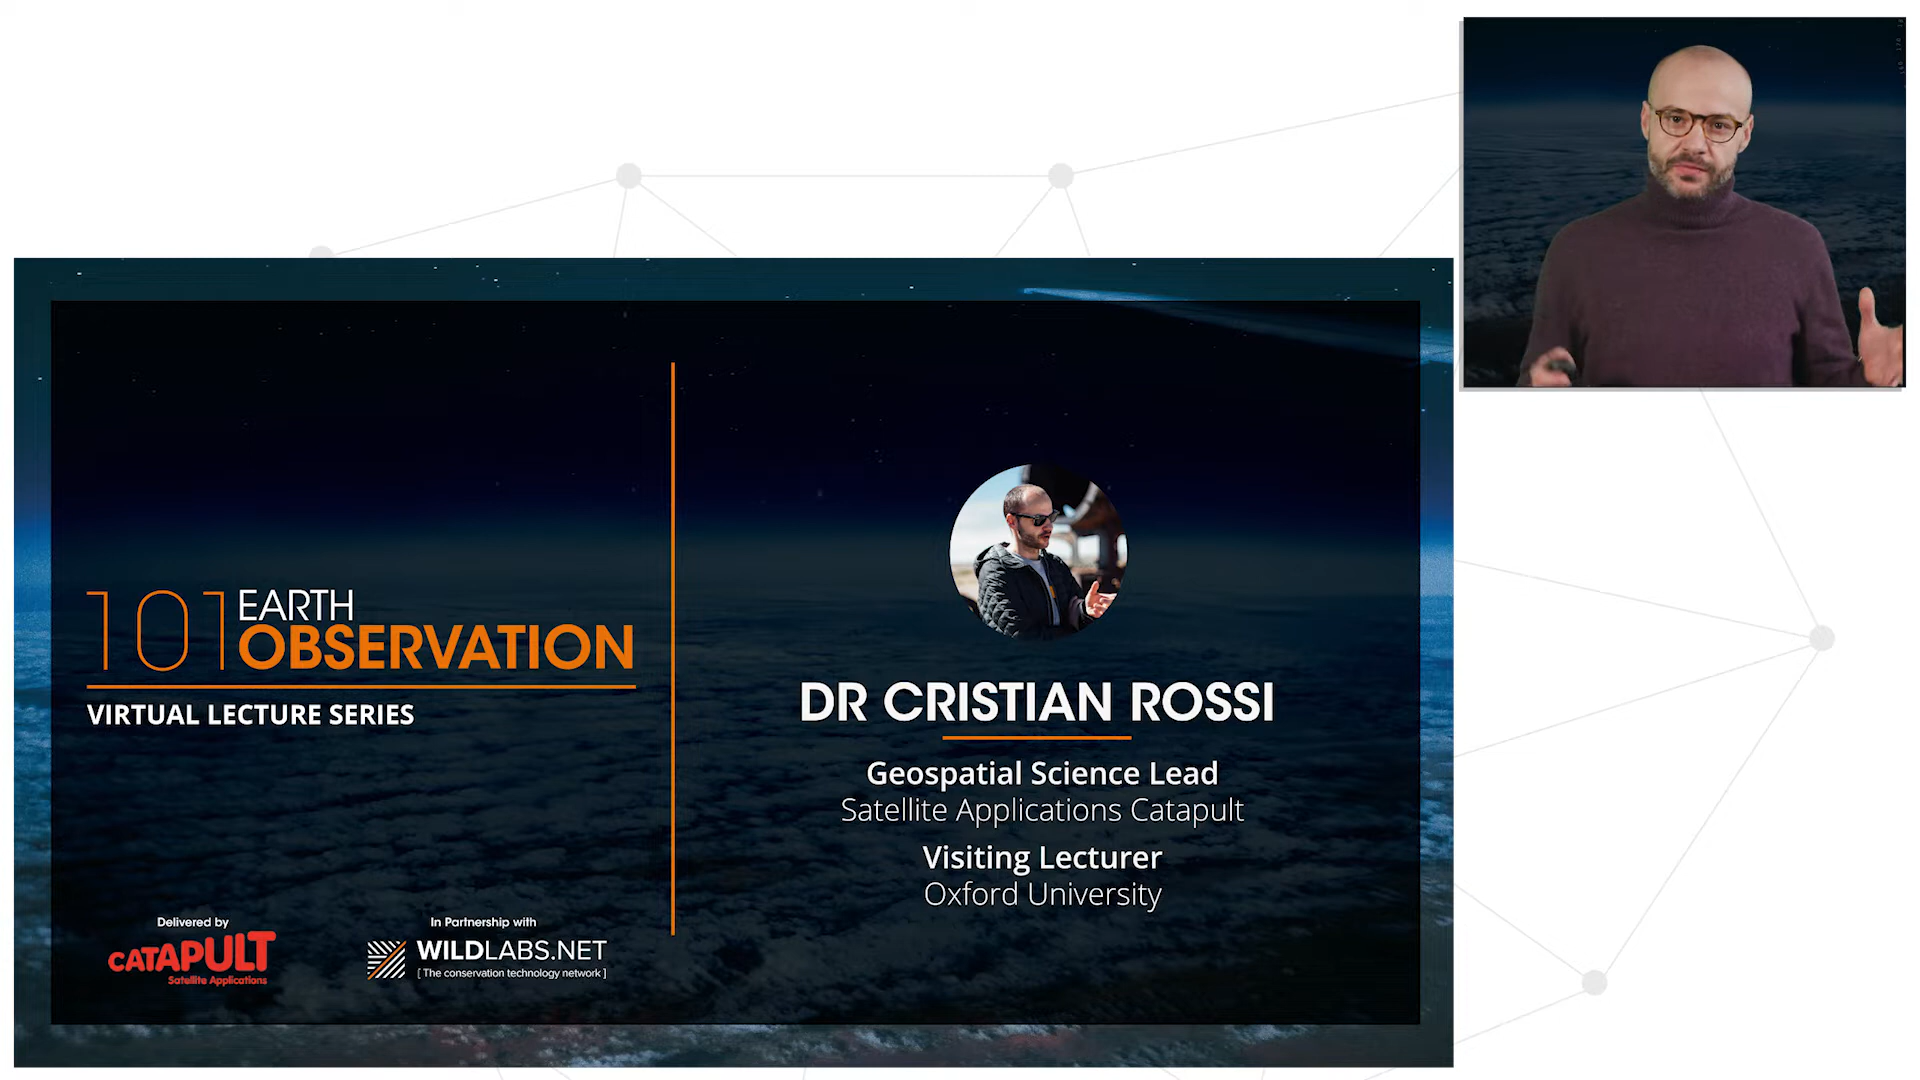 101 EARTH
OBSERVATION
VIRTUAL LECTURE SERIES
Delivered by
CATAPULT
Satellite Applications
In Partnership with
WILDLABS.NET
[ The conservation technology network ]
DR CRISTIAN ROSSI
Geospatial Science Lead
Satellite Applications Catapult
Visiting Lecturer
Oxford University